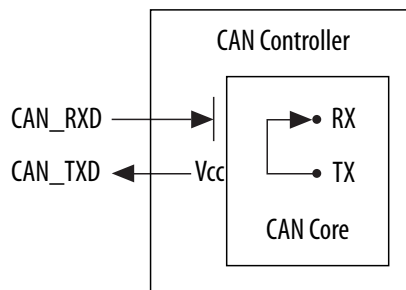 CAN Controller
CAN_RXD
RX
CAN_TXD
Vcc
TX
CAN Core